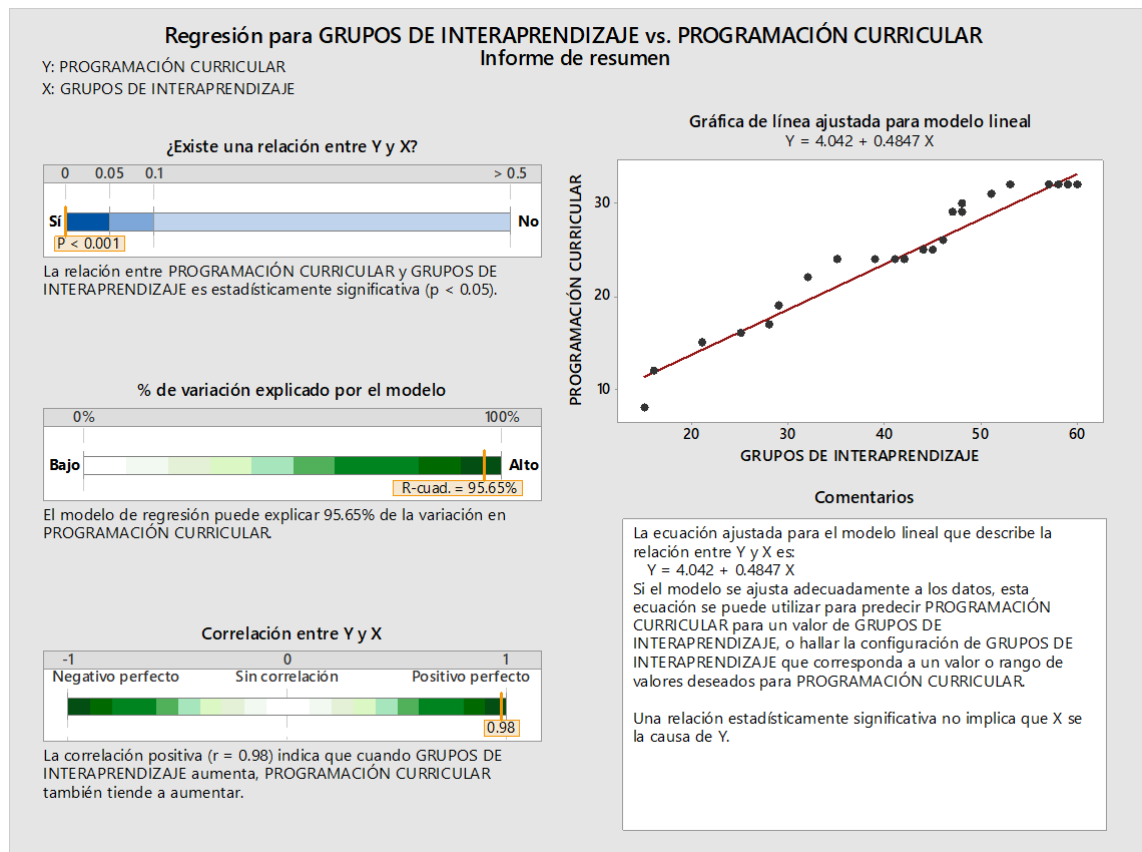 Regresión para GRUPOS DE INTERAPRENDIZAJE vs. PROGRAMACIÓN CURRICULAR
Informe de resumen
Y: PROGRAMACIÓN CURRICULAR
X: GRUPOS DE INTERAPRENDIZAJE
¿Existe una relación entre Y y X?
0 0.05 0.1 > 0.5
Sí No
P < 0.001
La relación entre PROGRAMACIÓN CURRICULAR y GRUPOS DE
INTERAPRENDIZAJE es estadísticamente significativa (p < 0.05).
% de variación explicado por el modelo
0% 100%
Bajo Alto
R-cuad. = 95.65%
El modelo de regresión puede explicar 95.65% de la variación en
PROGRAMACIÓN CURRICULAR.
Correlación entre Y y X
-1 0 1
Negativo perfecto Sin correlación Positivo perfecto
0.98
La correlación positiva (r = 0.98) indica que cuando GRUPOS DE
INTERAPRENDIZAJE aumenta, PROGRAMACIÓN CURRICULAR
también tiende a aumentar.
Gráfica de línea ajustada para modelo lineal
Y = 4.042 + 0.4847 X
PROGRAMACIÓN CURRICULAR
30
20
10
20 30 40 50 60
GRUPOS DE INTERAPRENDIZAJE
Comentarios
La ecuación ajustada para el modelo lineal que describe la
relación entre Y y X es:
Y = 4.042 + 0.4847 X
Si el modelo se ajusta adecuadamente a los datos, esta
ecuación se puede utilizar para predecir PROGRAMACIÓN
CURRICULAR para un valor de GRUPOS DE
INTERAPRENDIZAJE, o hallar la configuración de GRUPOS DE
INTERAPRENDIZAJE que corresponda a un valor o rango de
valores deseados para PROGRAMACIÓN CURRICULAR.
Una relación estadísticamente significativa no implica que X se
la causa de Y.